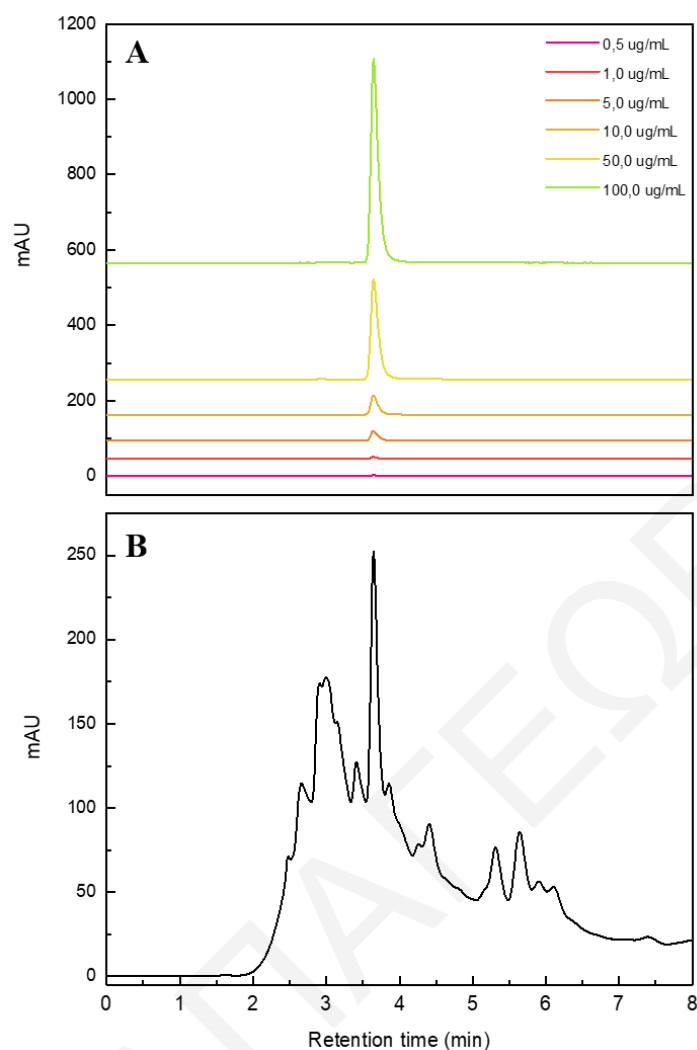 A
1200
1000
800
600
400
200
0
mAU
0,5 ug/mL
1,0 ug/mL
5,0 ug/mL
10,0 ug/mL
50,0 ug/mL
100,0 ug/mL
B
250
200
150
100
50
0
mAU
0 1 2 3 4 5 6 7 8
Retention time (min)
ΠΑΓΕΩΡ